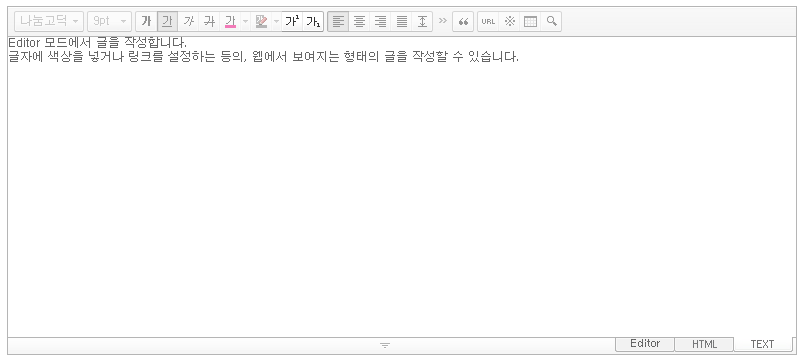 나눔고딕 9pt 가 가 가 가 가 가 가¹ 가₁ URL
Editor 모드에서 글을 작성합니다.
글자에 색상을 넣거나 링크를 설정하는 등의, 웹에서 보여지는 형태의 글을 작성할 수 있습니다.
Editor HTML TEXT